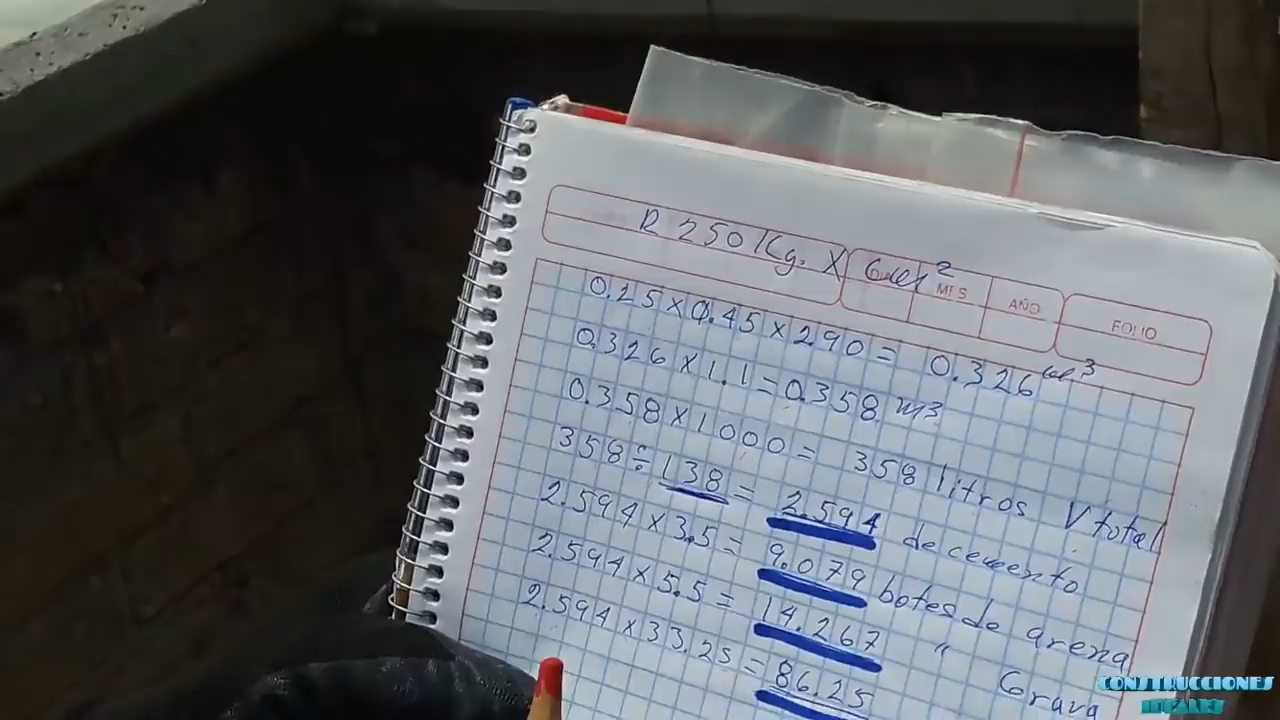 R 250 Kg. X Cm²
MES
AÑO
FOLIO
0.25 x 0.45 x 290 = 0.326 m³
0.326 x 1.1 = 0.358 m3
0.358 x 1000 = 358 litros V total
358 ÷ 138 = 2.594 de cemento
2.594 x 3.5 = 9.079 botes de arena
2.594 x 5.5 = 14.267 " Grava
2.594 x 33.25 = 86.25
CONSTRUCCIONES